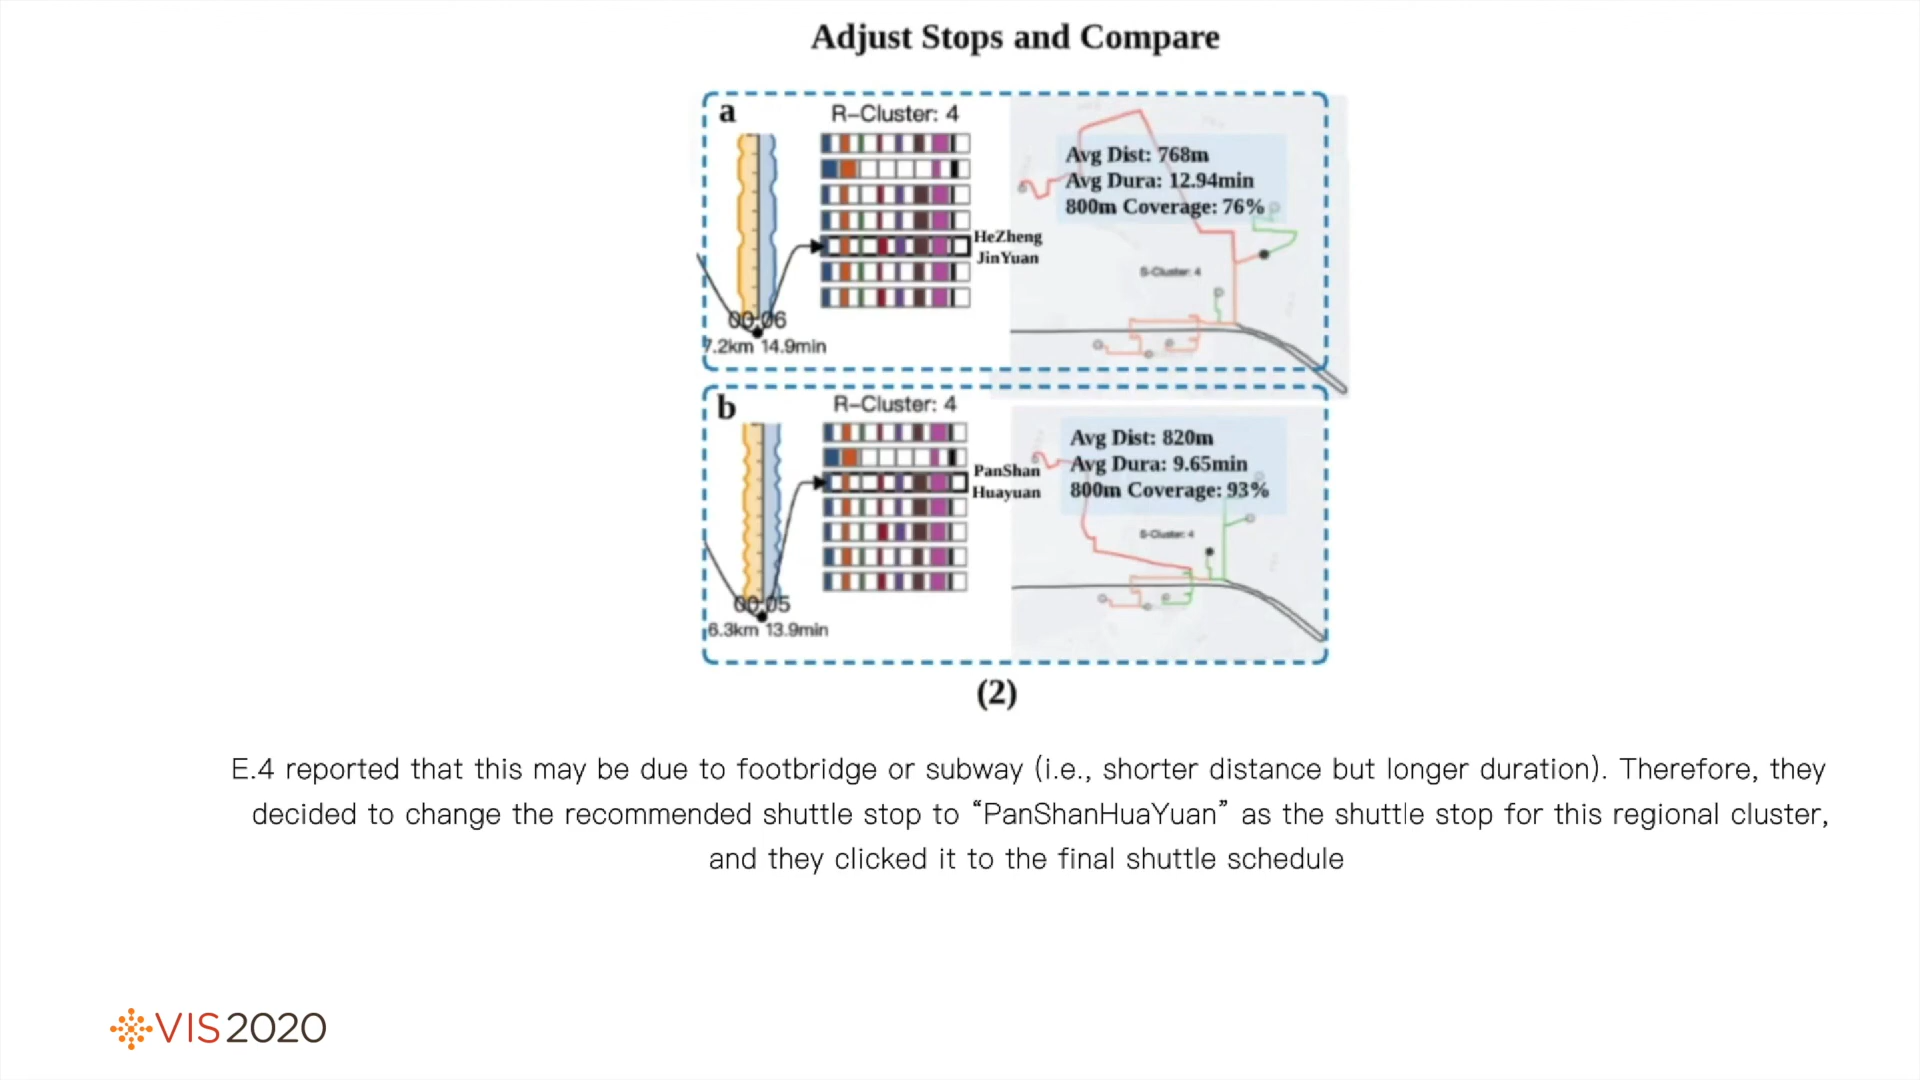 Adjust Stops and Compare
a
R-Cluster: 4
Avg Dist: 768m
Avg Dura: 12.94min
800m Coverage: 76%
HeZheng
JinYuan
S-Cluster: 4
00:06
7.2km 14.9min
b
R-Cluster: 4
Avg Dist: 820m
Avg Dura: 9.65min
800m Coverage: 93%
PanShan
Huayuan
S-Cluster: 4
00:05
6.3km 13.9min
(2)
E.4 reported that this may be due to footbridge or subway (i.e., shorter distance but longer duration). Therefore, they
decided to change the recommended shuttle stop to “PanShanHuaYuan” as the shuttle stop for this regional cluster,
and they clicked it to the final shuttle schedule
VIS2020